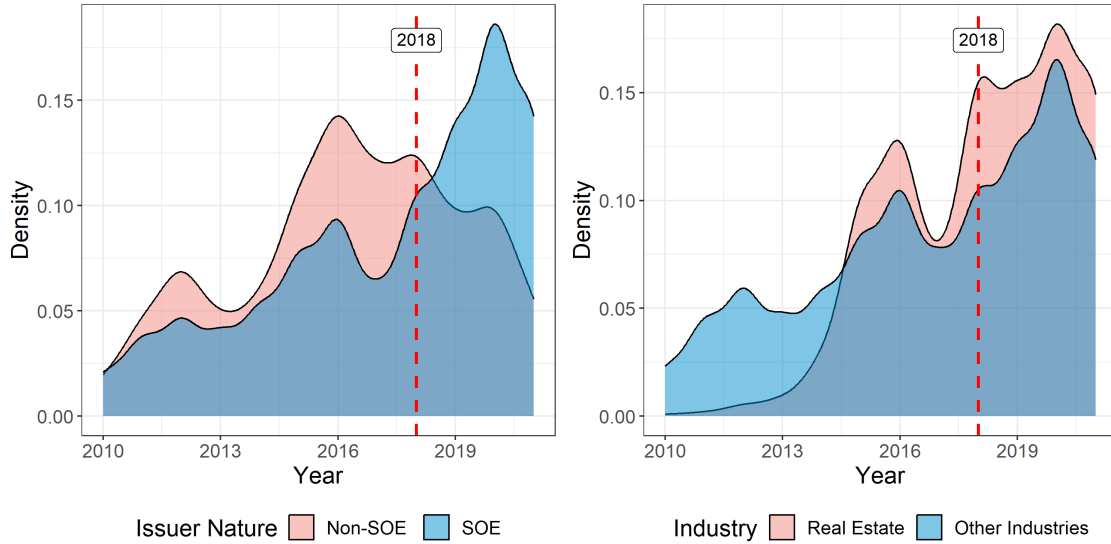 2018
Density
0.15
0.10
0.05
0.00
2010 2013 2016 2019
Year
Issuer Nature Non-SOE SOE
2018
Density
0.15
0.10
0.05
0.00
2010 2013 2016 2019
Year
Industry Real Estate Other Industries